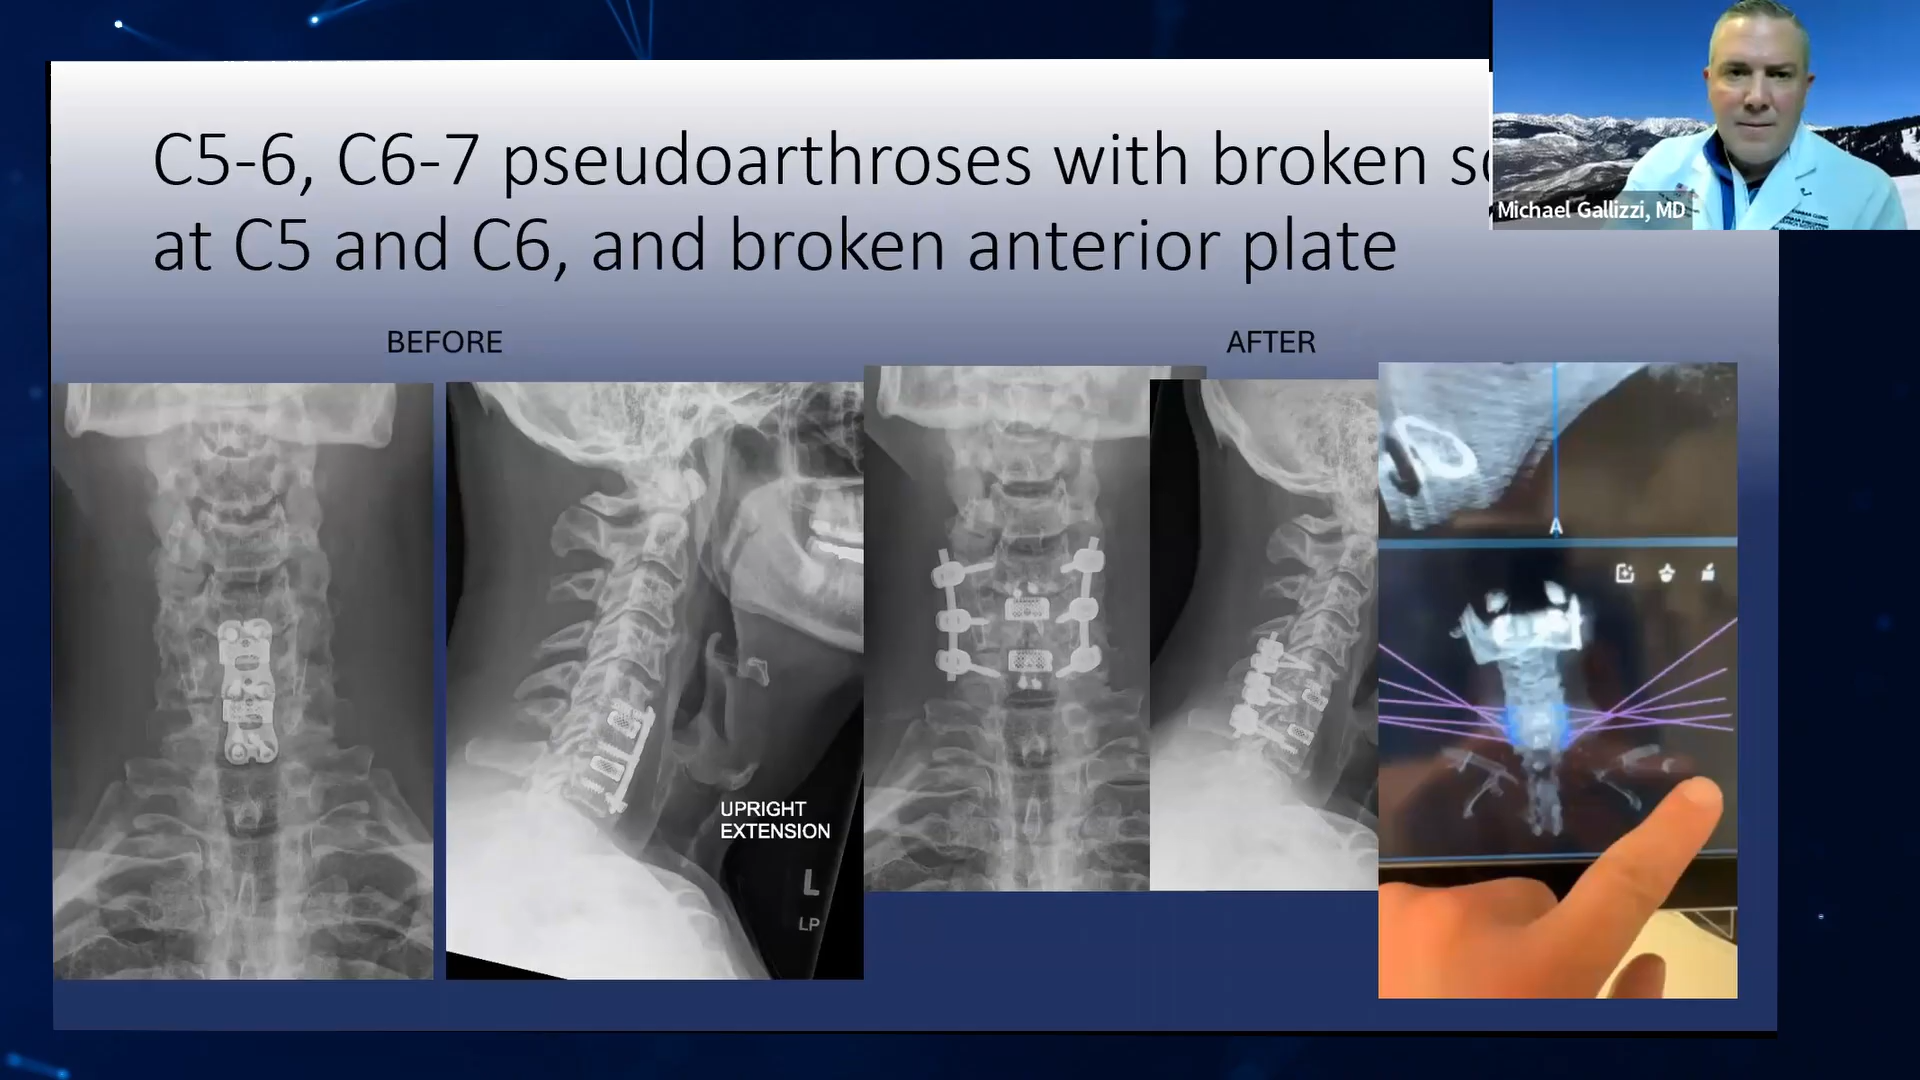 C5-6, C6-7 pseudoarthroses with broken
at C5 and C6, and broken anterior plate
Michael Gallizzi, MD
BEFORE
AFTER
UPRIGHT
EXTENSION
L
LP
A